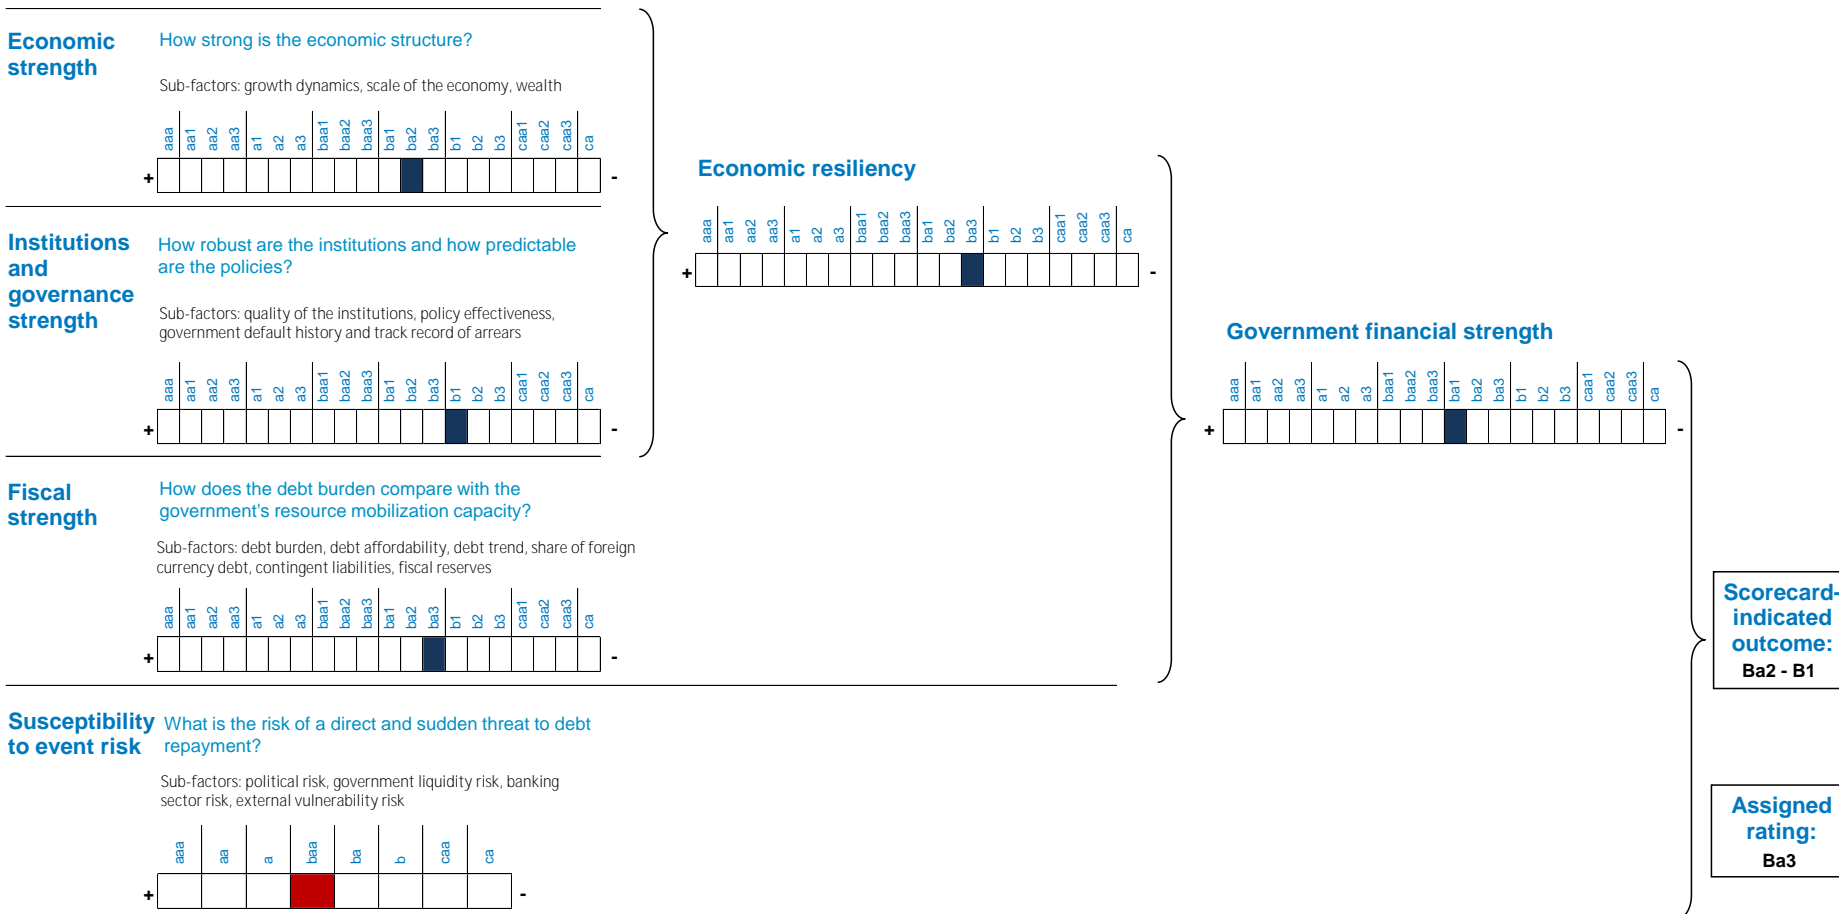 Economic
strength
How strong is the economic structure?
Sub-factors: growth dynamics, scale of the economy, wealth
aaa aa1 aa2 aa3 a1 a2 a3 baa1 baa2 baa3 ba1 ba2 ba3 b1 b2 b3 caa1 caa2 caa3 ca
+ -
Institutions
and
governance
strength
How robust are the institutions and how predictable
are the policies?
Sub-factors: quality of the institutions, policy effectiveness,
government default history and track record of arrears
aaa aa1 aa2 aa3 a1 a2 a3 baa1 baa2 baa3 ba1 ba2 ba3 b1 b2 b3 caa1 caa2 caa3 ca
+ -
Economic resiliency
aaa aa1 aa2 aa3 a1 a2 a3 baa1 baa2 baa3 ba1 ba2 ba3 b1 b2 b3 caa1 caa2 caa3 ca
+ -
Fiscal
strength
How does the debt burden compare with the
government's resource mobilization capacity?
Sub-factors: debt burden, debt affordability, debt trend, share of foreign
currency debt, contingent liabilities, fiscal reserves
aaa aa1 aa2 aa3 a1 a2 a3 baa1 baa2 baa3 ba1 ba2 ba3 b1 b2 b3 caa1 caa2 caa3 ca
+ -
Government financial strength
aaa aa1 aa2 aa3 a1 a2 a3 baa1 baa2 baa3 ba1 ba2 ba3 b1 b2 b3 caa1 caa2 caa3 ca
+ -
Susceptibility
to event risk
What is the risk of a direct and sudden threat to debt
repayment?
Sub-factors: political risk, government liquidity risk, banking
sector risk, external vulnerability risk
aaa aa a baa ba b caa ca
+ -
Scorecard-
indicated
outcome:
Ba2 - B1
Assigned
rating:
Ba3